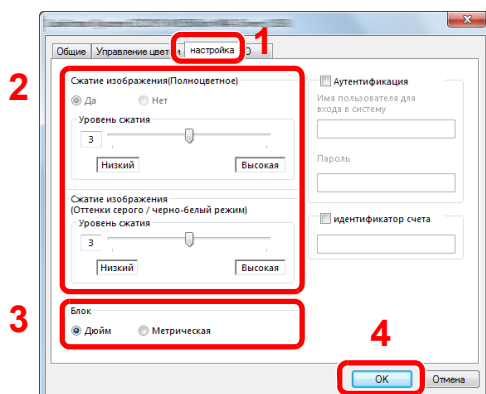 1
Общие Управление цветом настройка О
2
Сжатие изображения(Полноцветное)
Да Нет
Уровень сжатия
3
Низкий Высокая
Сжатие изображения
(Оттенки серого / черно-белый режим)
Уровень сжатия
3
Низкий Высокая
Аутентификация
Имя пользователя для
входа в систему
Пароль
идентификатор счета
3
Блок
Дюйм Метрическая
4
OK Отмена